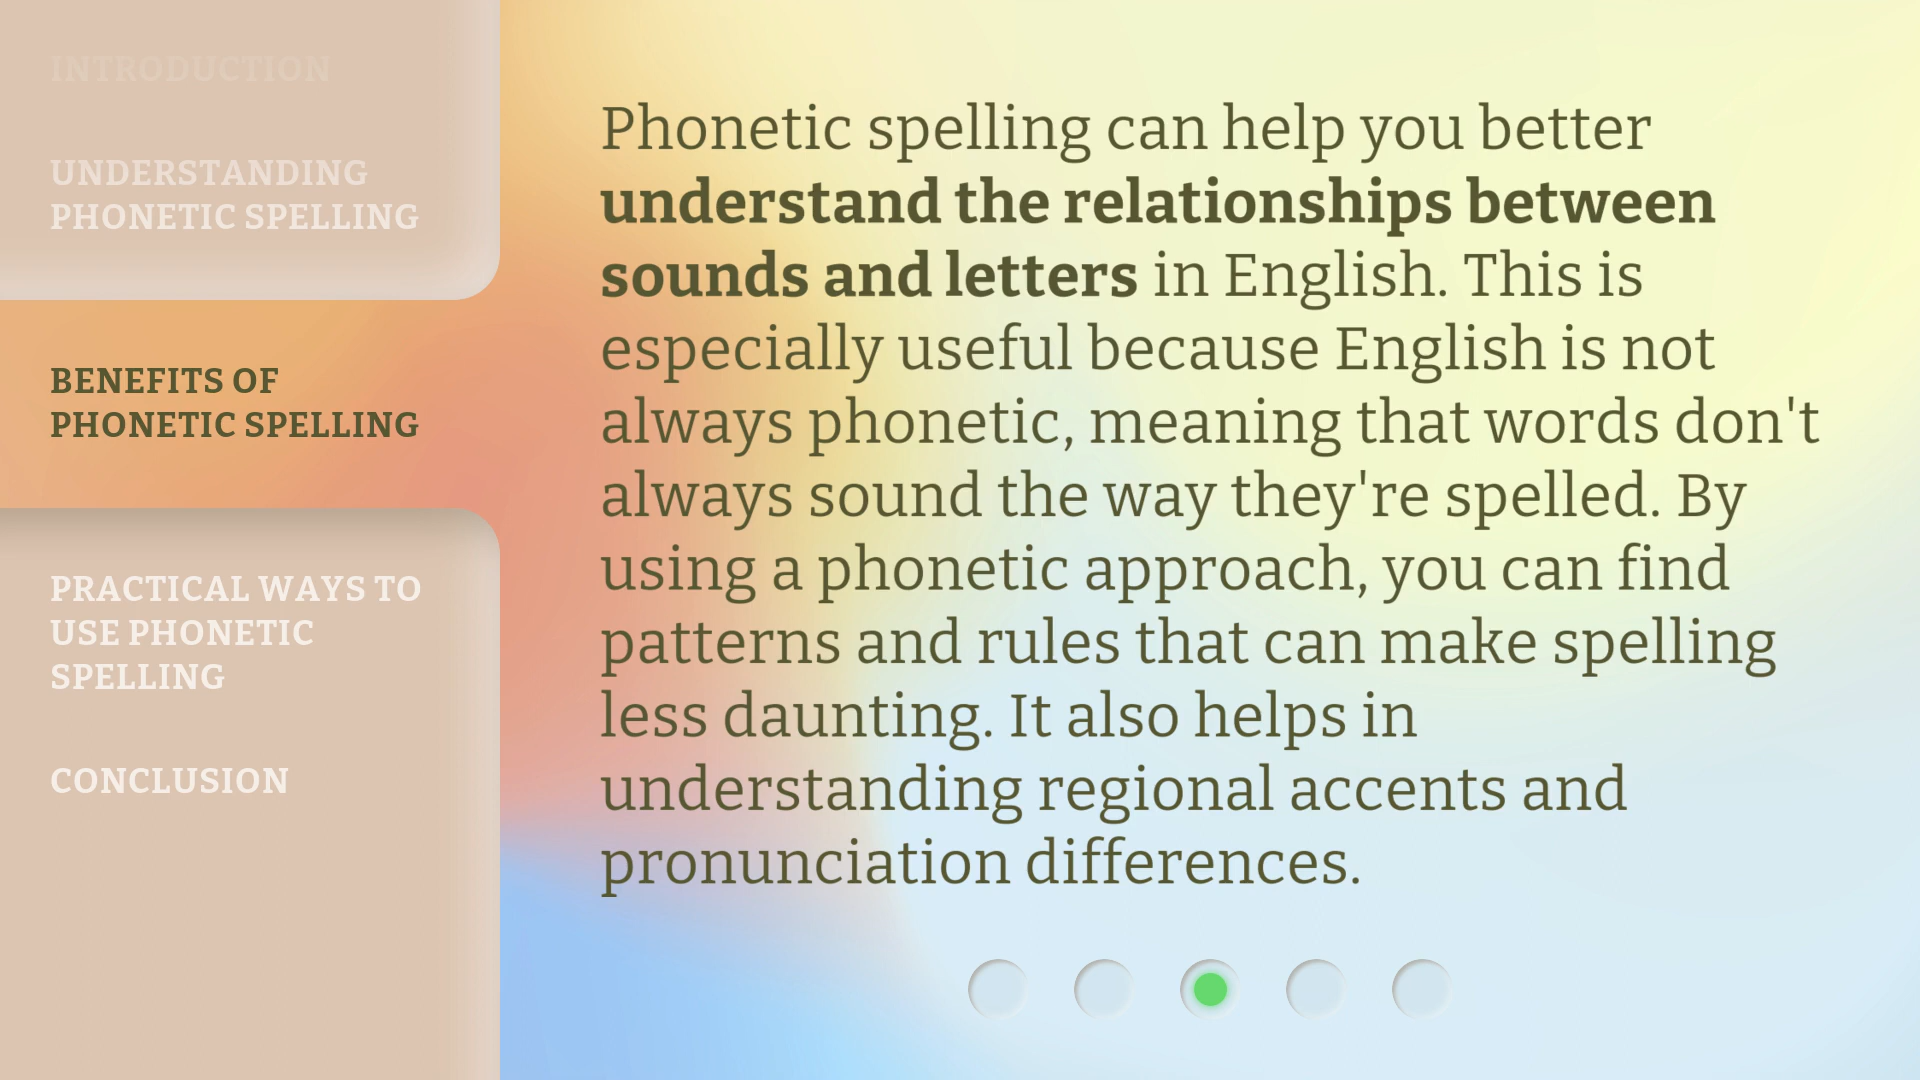 INTRODUCTION
UNDERSTANDING
PHONETIC SPELLING
BENEFITS OF
PHONETIC SPELLING
PRACTICAL WAYS TO
USE PHONETIC
SPELLING
CONCLUSION
Phonetic spelling can help you better
understand the relationships between
sounds and letters in English. This is
especially useful because English is not
always phonetic, meaning that words don't
always sound the way they're spelled. By
using a phonetic approach, you can find
patterns and rules that can make spelling
less daunting. It also helps in
understanding regional accents and
pronunciation differences.